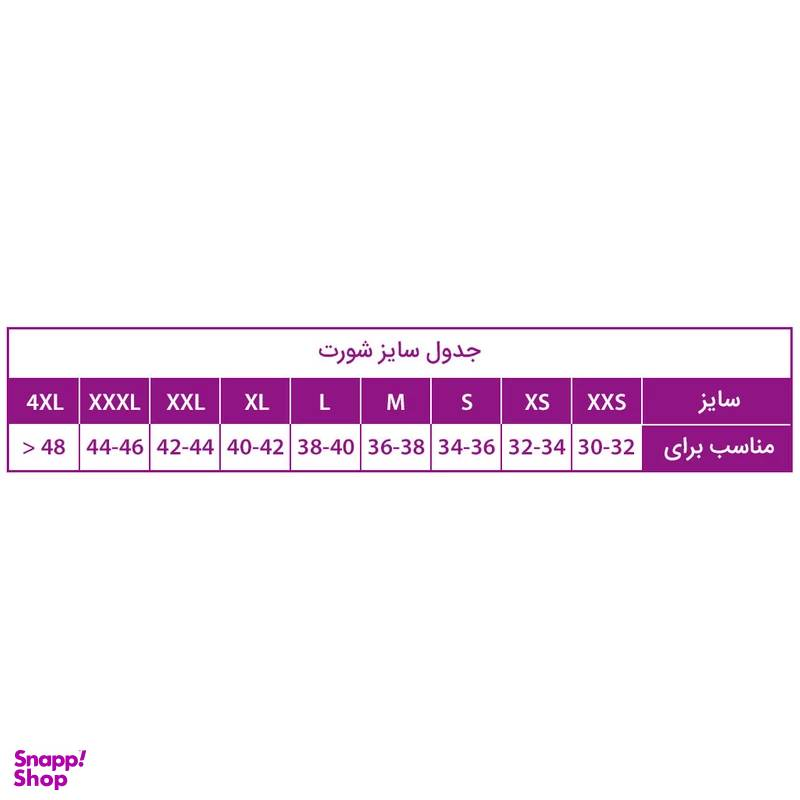 جدول سایز شورت
سایز XXS XS S M L XL XXL XXXL 4XL
مناسب برای 30-32 32-34 34-36 36-38 38-40 40-42 42-44 44-46 > 48
Snapp!
Shop